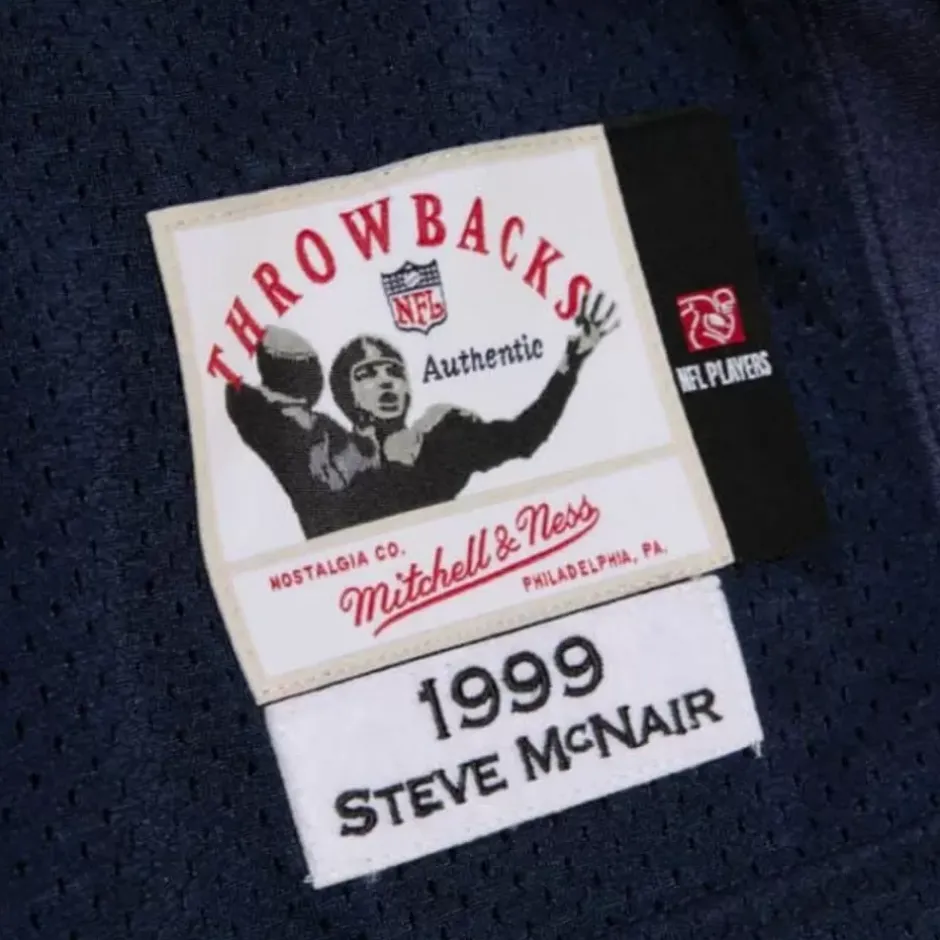 THROWBACKS
NFL
Authentic
NFL PLAYERS
NOSTALGIA CO.
Mitchell & Ness
PHILADELPHIA, PA.
1999
STEVE McNAIR